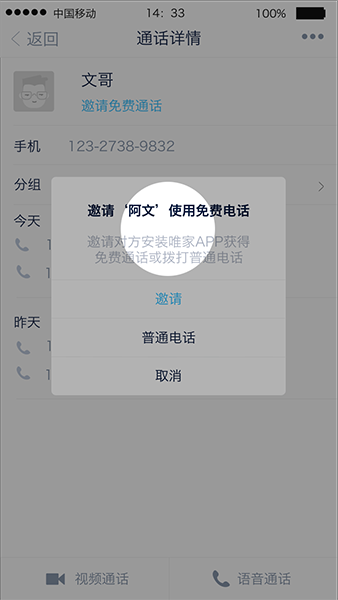 中国移动 14: 33 100%
返回 通话详情
文哥
邀请免费通话
手机 123-2738-9832
分组
今天
1
1
昨天
1
1
邀请‘阿文’使用免费电话
邀请对方安装唯家APP获得
免费通话或拨打普通电话
邀请
普通电话
取消
视频通话 语音通话